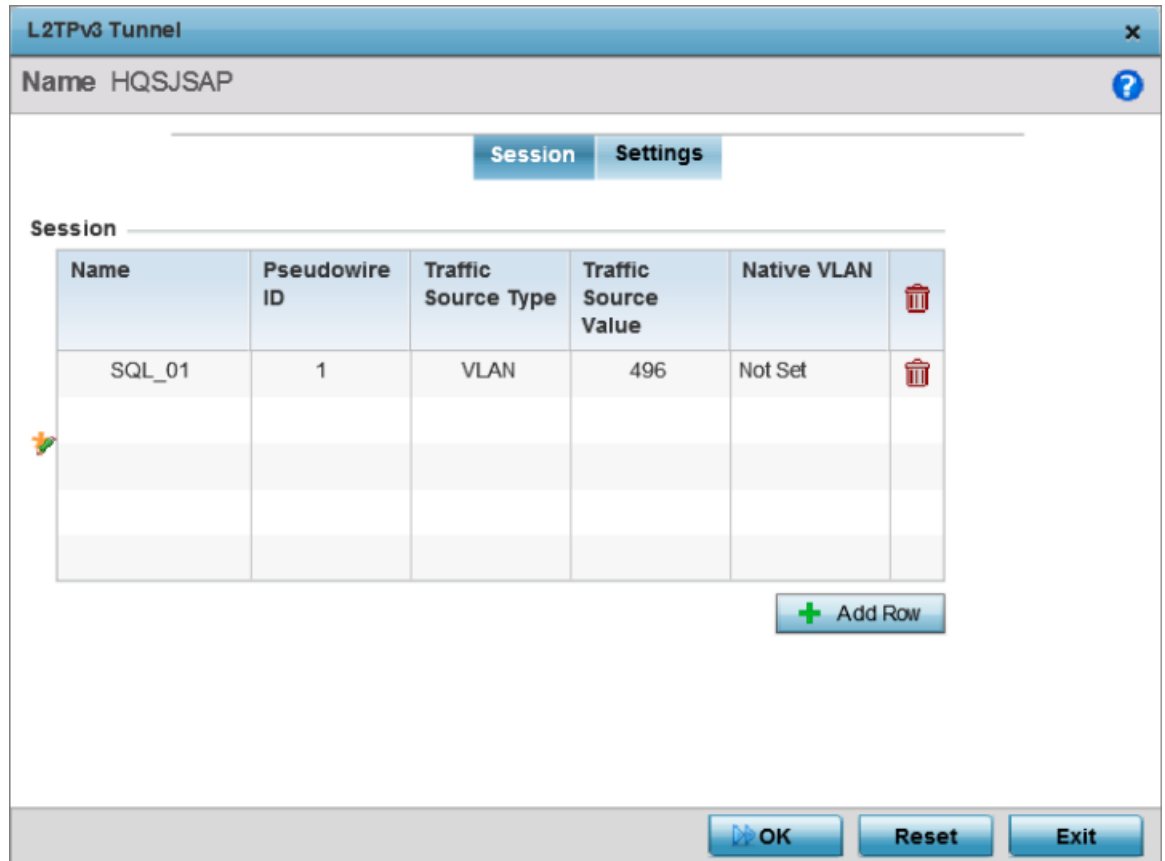 L2TPv3 Tunnel
Name HQSJSAP
Session Settings
Session
Name Pseudowire ID Traffic Source Type Traffic Source Value Native VLAN
SQL_01 1 VLAN 496 Not Set
Add Row
OK Reset Exit